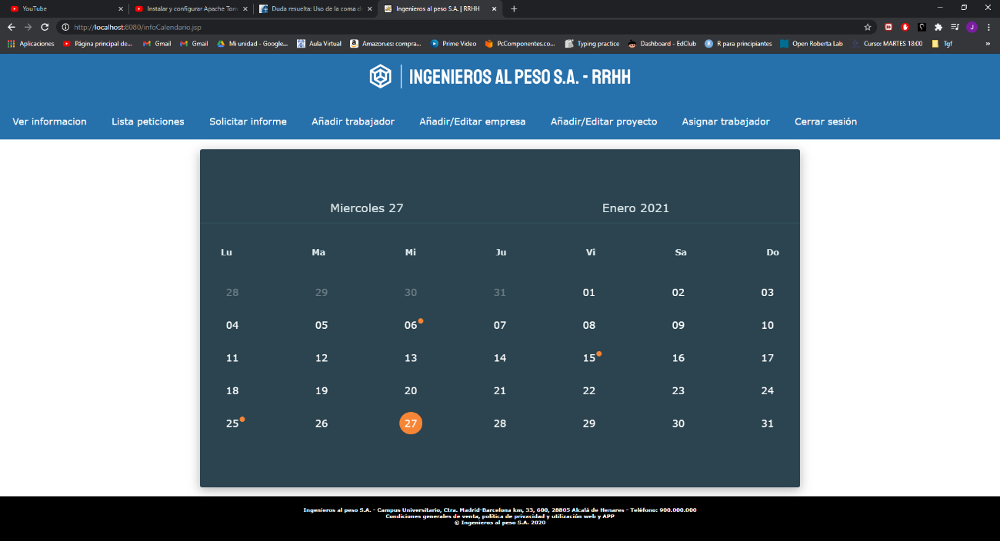 YouTube
Instalar y configurar Apache Tom
Duda resuelta: Uso de la coma d
Ingenieros al peso S.A. | RRHH
http://localhost:8080/infoCalendario.jsp
J
Aplicaciones
Página principal de...
Gmail
Gmail
Mi unidad - Google...
Aula Virtual
Amazon.es: compra...
Prime Video
PcComponentes.co...
Typing practice
Dashboard - EdClub
R para principiantes
Open Roberta Lab
Curso: MARTES 18:00
Tgf
»
INGENIEROS AL PESO S.A. - RRHH
Ver informacion
Lista peticiones
Solicitar informe
Añadir trabajador
Añadir/Editar empresa
Añadir/Editar proyecto
Asignar trabajador
Cerrar sesión
Miercoles 27
Enero 2021
Lu Ma Mi Ju Vi Sa Do
28 29 30 31 01 02 03
04 05 06 07 08 09 10
11 12 13 14 15 16 17
18 19 20 21 22 23 24
25 26 27 28 29 30 31
Ingenieros al peso S.A. - Campus Universitario, Ctra. Madrid-Barcelona km, 33, 600, 28805 Alcalá de Henares - Teléfono: 900.000.000
Condiciones generales de venta, política de privacidad y utilización web y APP
© Ingenieros al peso S.A. 2020